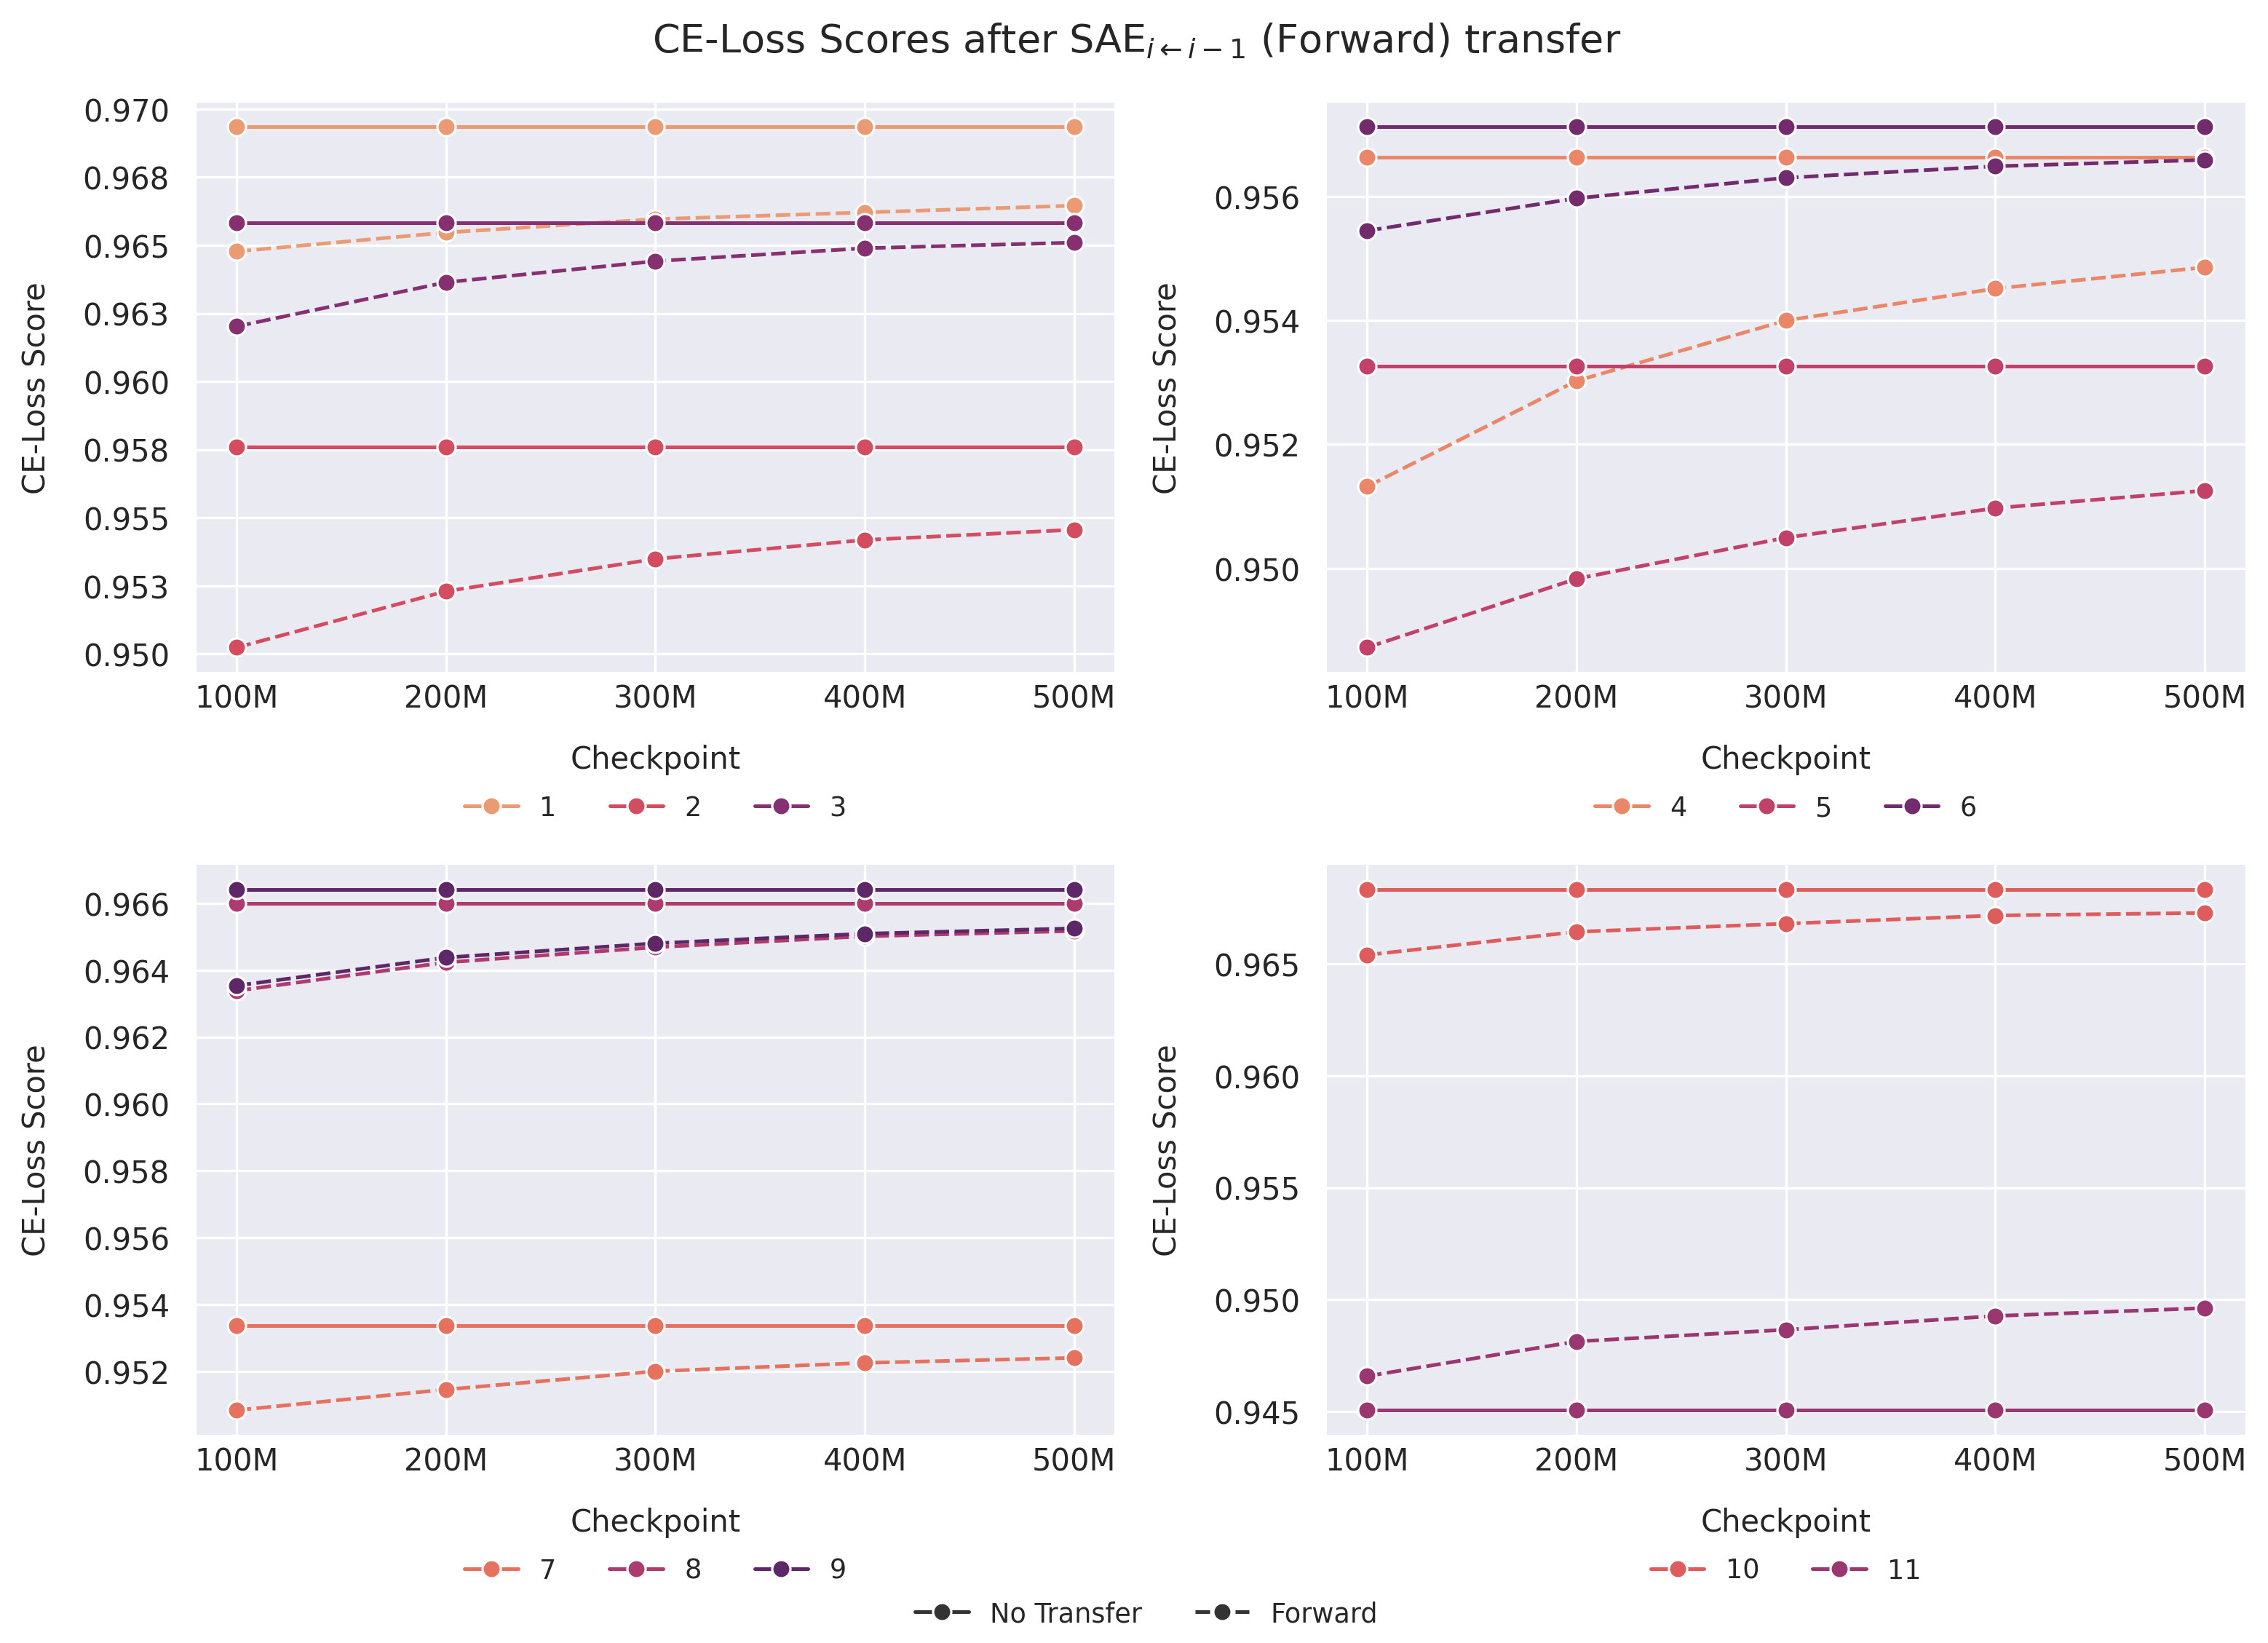 CE-Loss Scores after SAE_{i←i−1} (Forward) transfer
CE-Loss Score
0.970
0.968
0.965
0.963
0.960
0.958
0.955
0.953
0.950
100M 200M 300M 400M 500M
Checkpoint
1 2 3
CE-Loss Score
0.956
0.954
0.952
0.950
100M 200M 300M 400M 500M
Checkpoint
4 5 6
CE-Loss Score
0.966
0.964
0.962
0.960
0.958
0.956
0.954
0.952
100M 200M 300M 400M 500M
Checkpoint
7 8 9
CE-Loss Score
0.965
0.960
0.955
0.950
0.945
100M 200M 300M 400M 500M
Checkpoint
10 11
No Transfer Forward